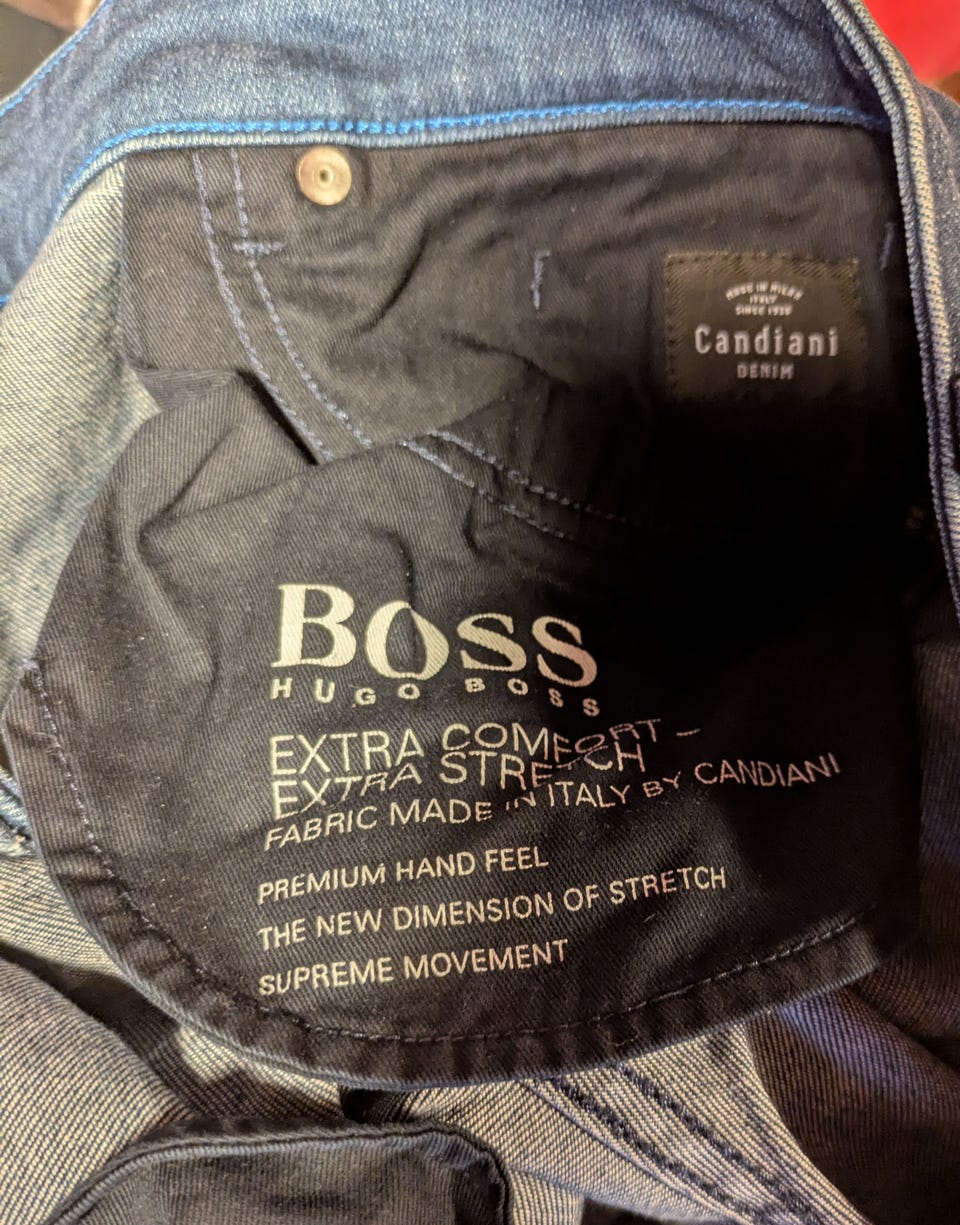 MADE IN MILAN
ITALY
SINCE 1938
Candiani
DENIM
BOSS
HUGO BOSS
EXTRA COMFORT –
EXTRA STRETCH
FABRIC MADE IN ITALY BY CANDIANI
PREMIUM HAND FEEL
THE NEW DIMENSION OF STRETCH
SUPREME MOVEMENT